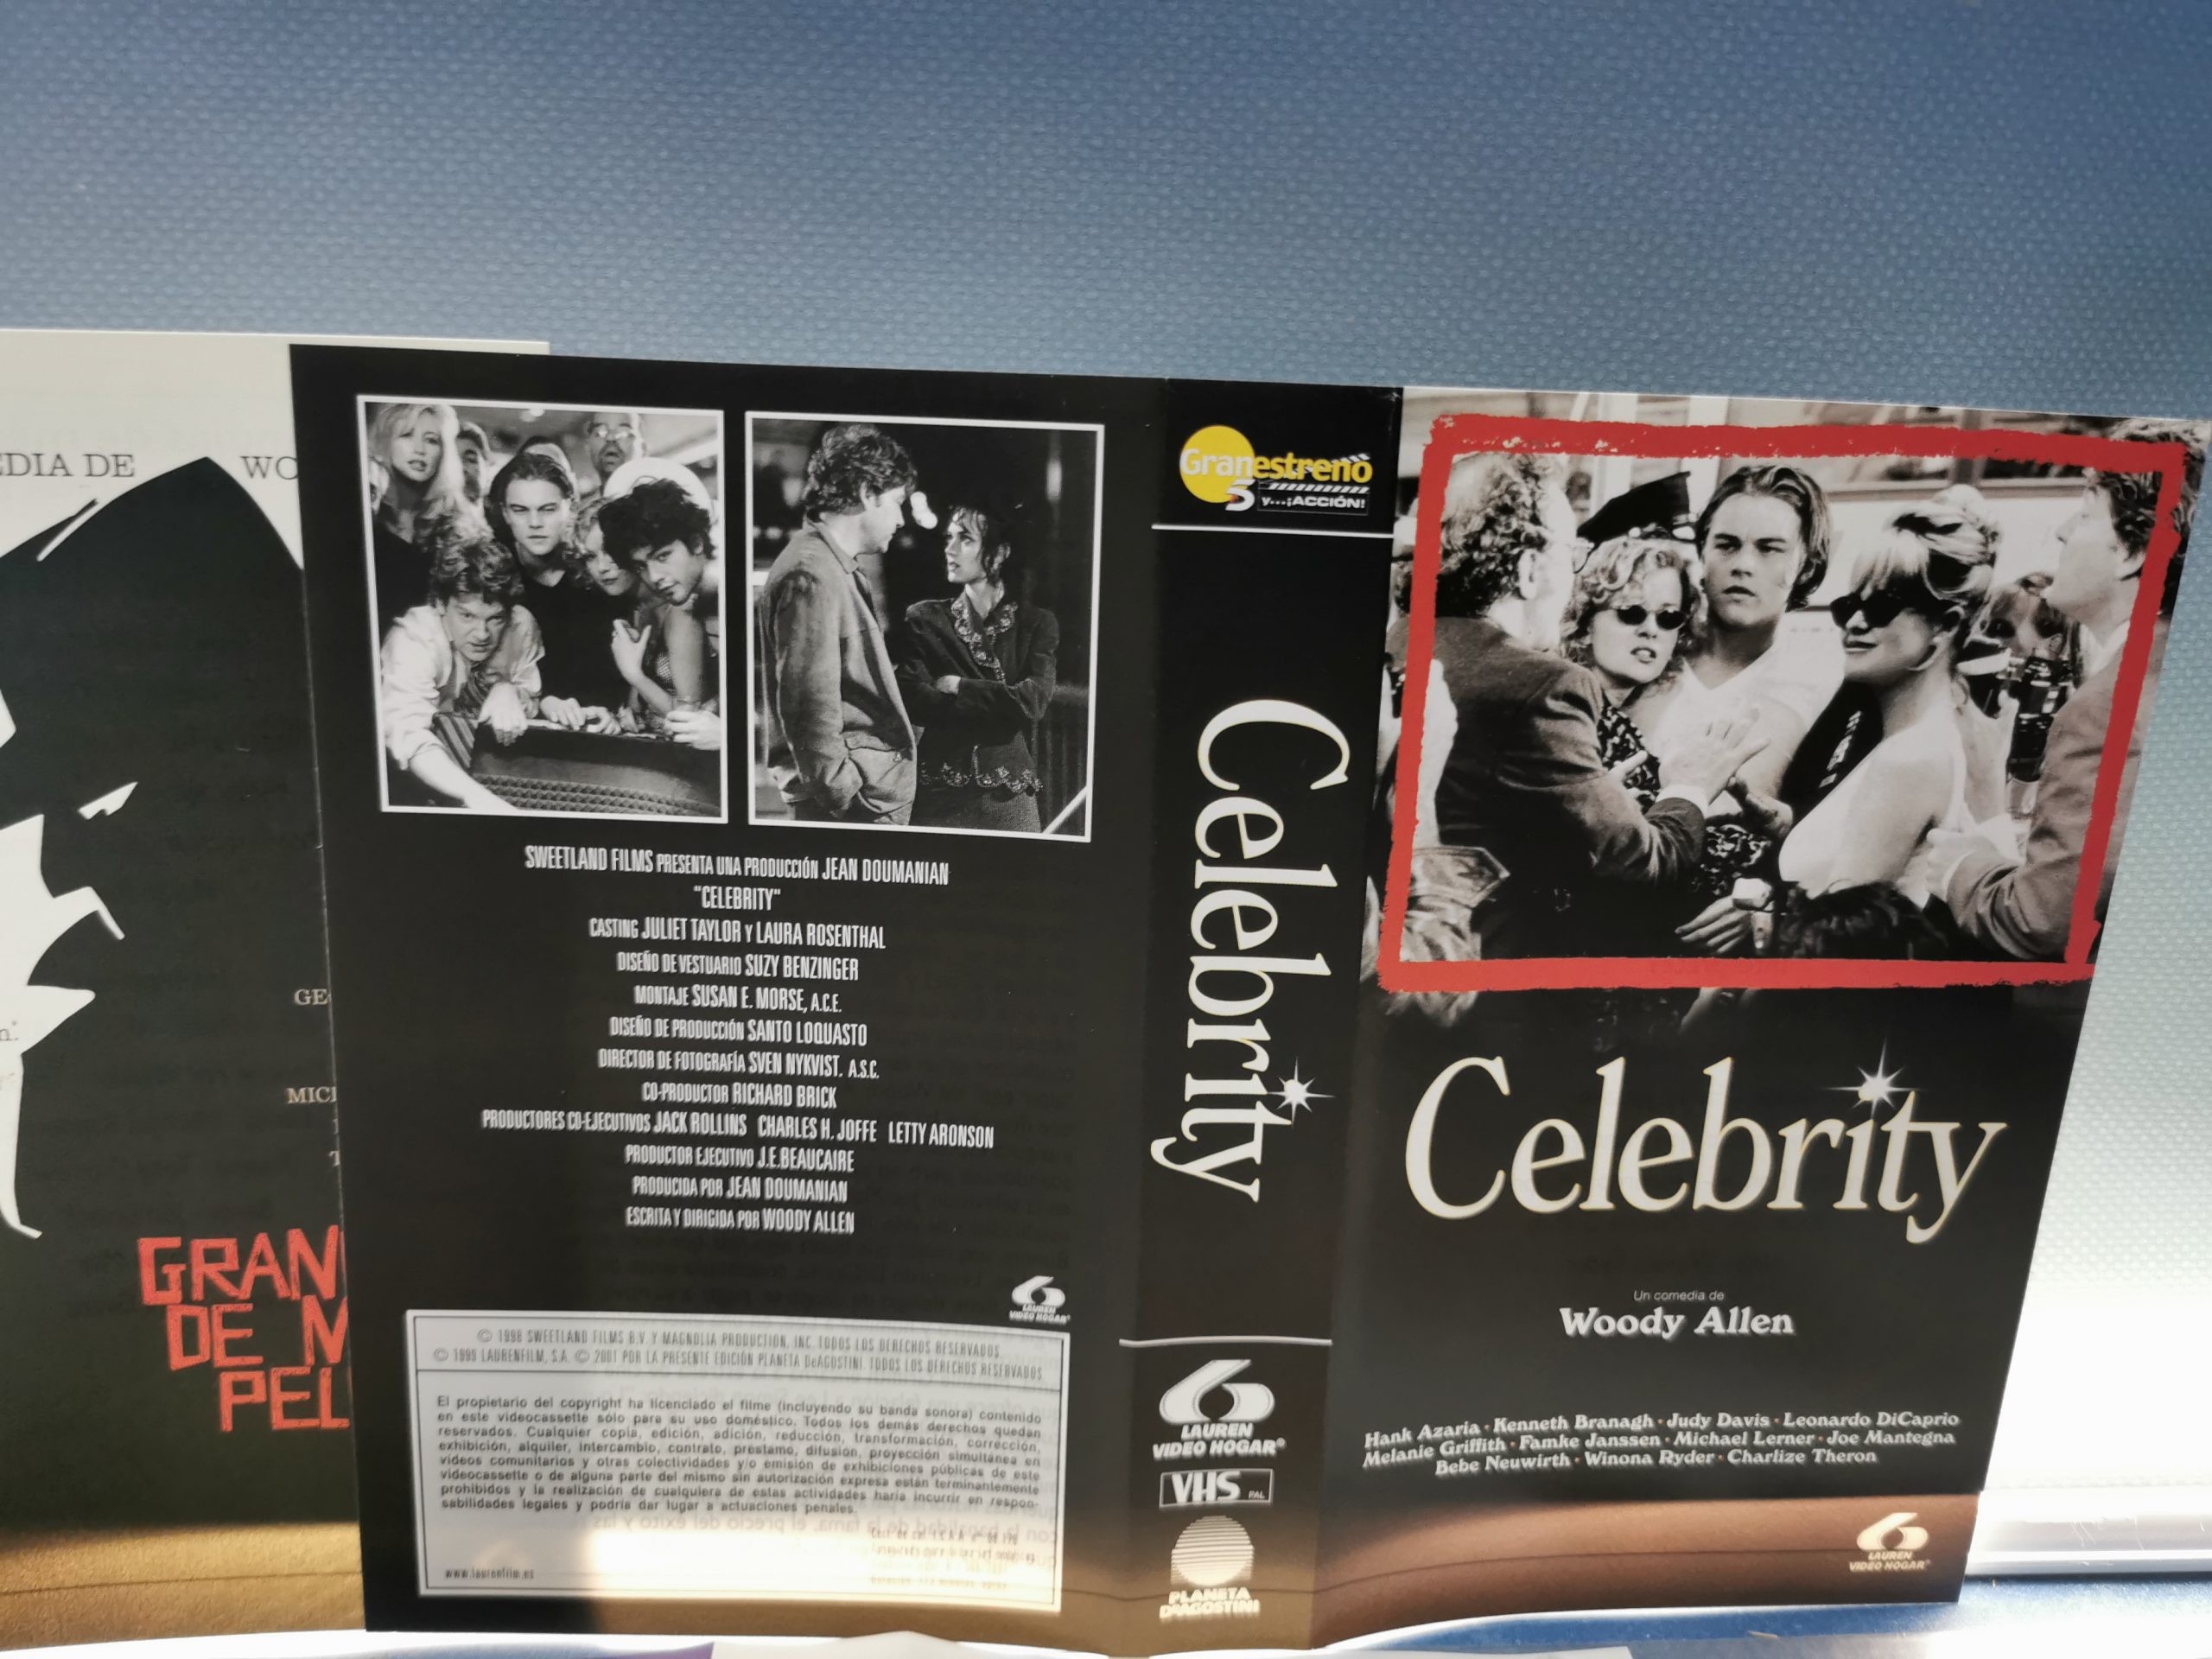 EDIA DE WO
GE
MICH
GRAN
DE M
PEL
SWEETLAND FILMS PRESENTA UNA PRODUCCIÓN JEAN DOUMANIAN
"CELEBRITY"
CASTING JULIET TAYLOR Y LAURA ROSENTHAL
DISEÑO DE VESTUARIO SUZY BENZINGER
MONTAJE SUSAN E. MORSE, A.C.E.
DISEÑO DE PRODUCCIÓN SANTO LOQUASTO
DIRECTOR DE FOTOGRAFÍA SVEN NYKVIST. A.S.C.
CO-PRODUCTOR RICHARD BRICK
PRODUCTORES CO-EJECUTIVOS JACK ROLLINS CHARLES H. JOFFE LETTY ARONSON
PRODUCTOR EJECUTIVO J.E.BEAUCAIRE
PRODUCIDA POR JEAN DOUMANIAN
ESCRITA Y DIRIGIDA POR WOODY ALLEN
LAUREN
VIDEO HOGAR®
© 1998 SWEETLAND FILMS B.V. Y MAGNOLIA PRODUCTION, INC. TODOS LOS DERECHOS RESERVADOS.
© 1999 LAURENFILM, S.A. © 2001 POR LA PRESENTE EDICIÓN PLANETA DeAGOSTINI. TODOS LOS DERECHOS RESERVADOS.
El propietario del copyright ha licenciado el filme (incluyendo su banda sonora) contenido
en este videocassette sólo para su uso doméstico. Todos los demás derechos quedan
reservados. Cualquier copia, edición, adición, reducción, transformación, corrección,
exhibición, alquiler, intercambio, contrato, préstamo, difusión, proyección simultánea en
vídeos comunitarios y otras colectividades y/o emisión de exhibiciones públicas de este
videocassette o de alguna parte del mismo sin autorización expresa están terminantemente
prohibidos y la realización de cualquiera de estas actividades haría incurrir en respon-
sabilidades legales y podría dar lugar a actuaciones penales.
www.laurenfilm.es
Granestreno
5 y...¡ACCIÓN!
Celebrity
LAUREN
VIDEO HOGAR®
VHS PAL
PLANETA
DeAGOSTINI
Celebrity
Un comedia de
Woody Allen
Hank Azaria · Kenneth Branagh · Judy Davis · Leonardo DiCaprio
Melanie Griffith · Famke Janssen · Michael Lerner · Joe Mantegna
Bebe Neuwirth · Winona Ryder · Charlize Theron
LAUREN
VIDEO HOGAR®